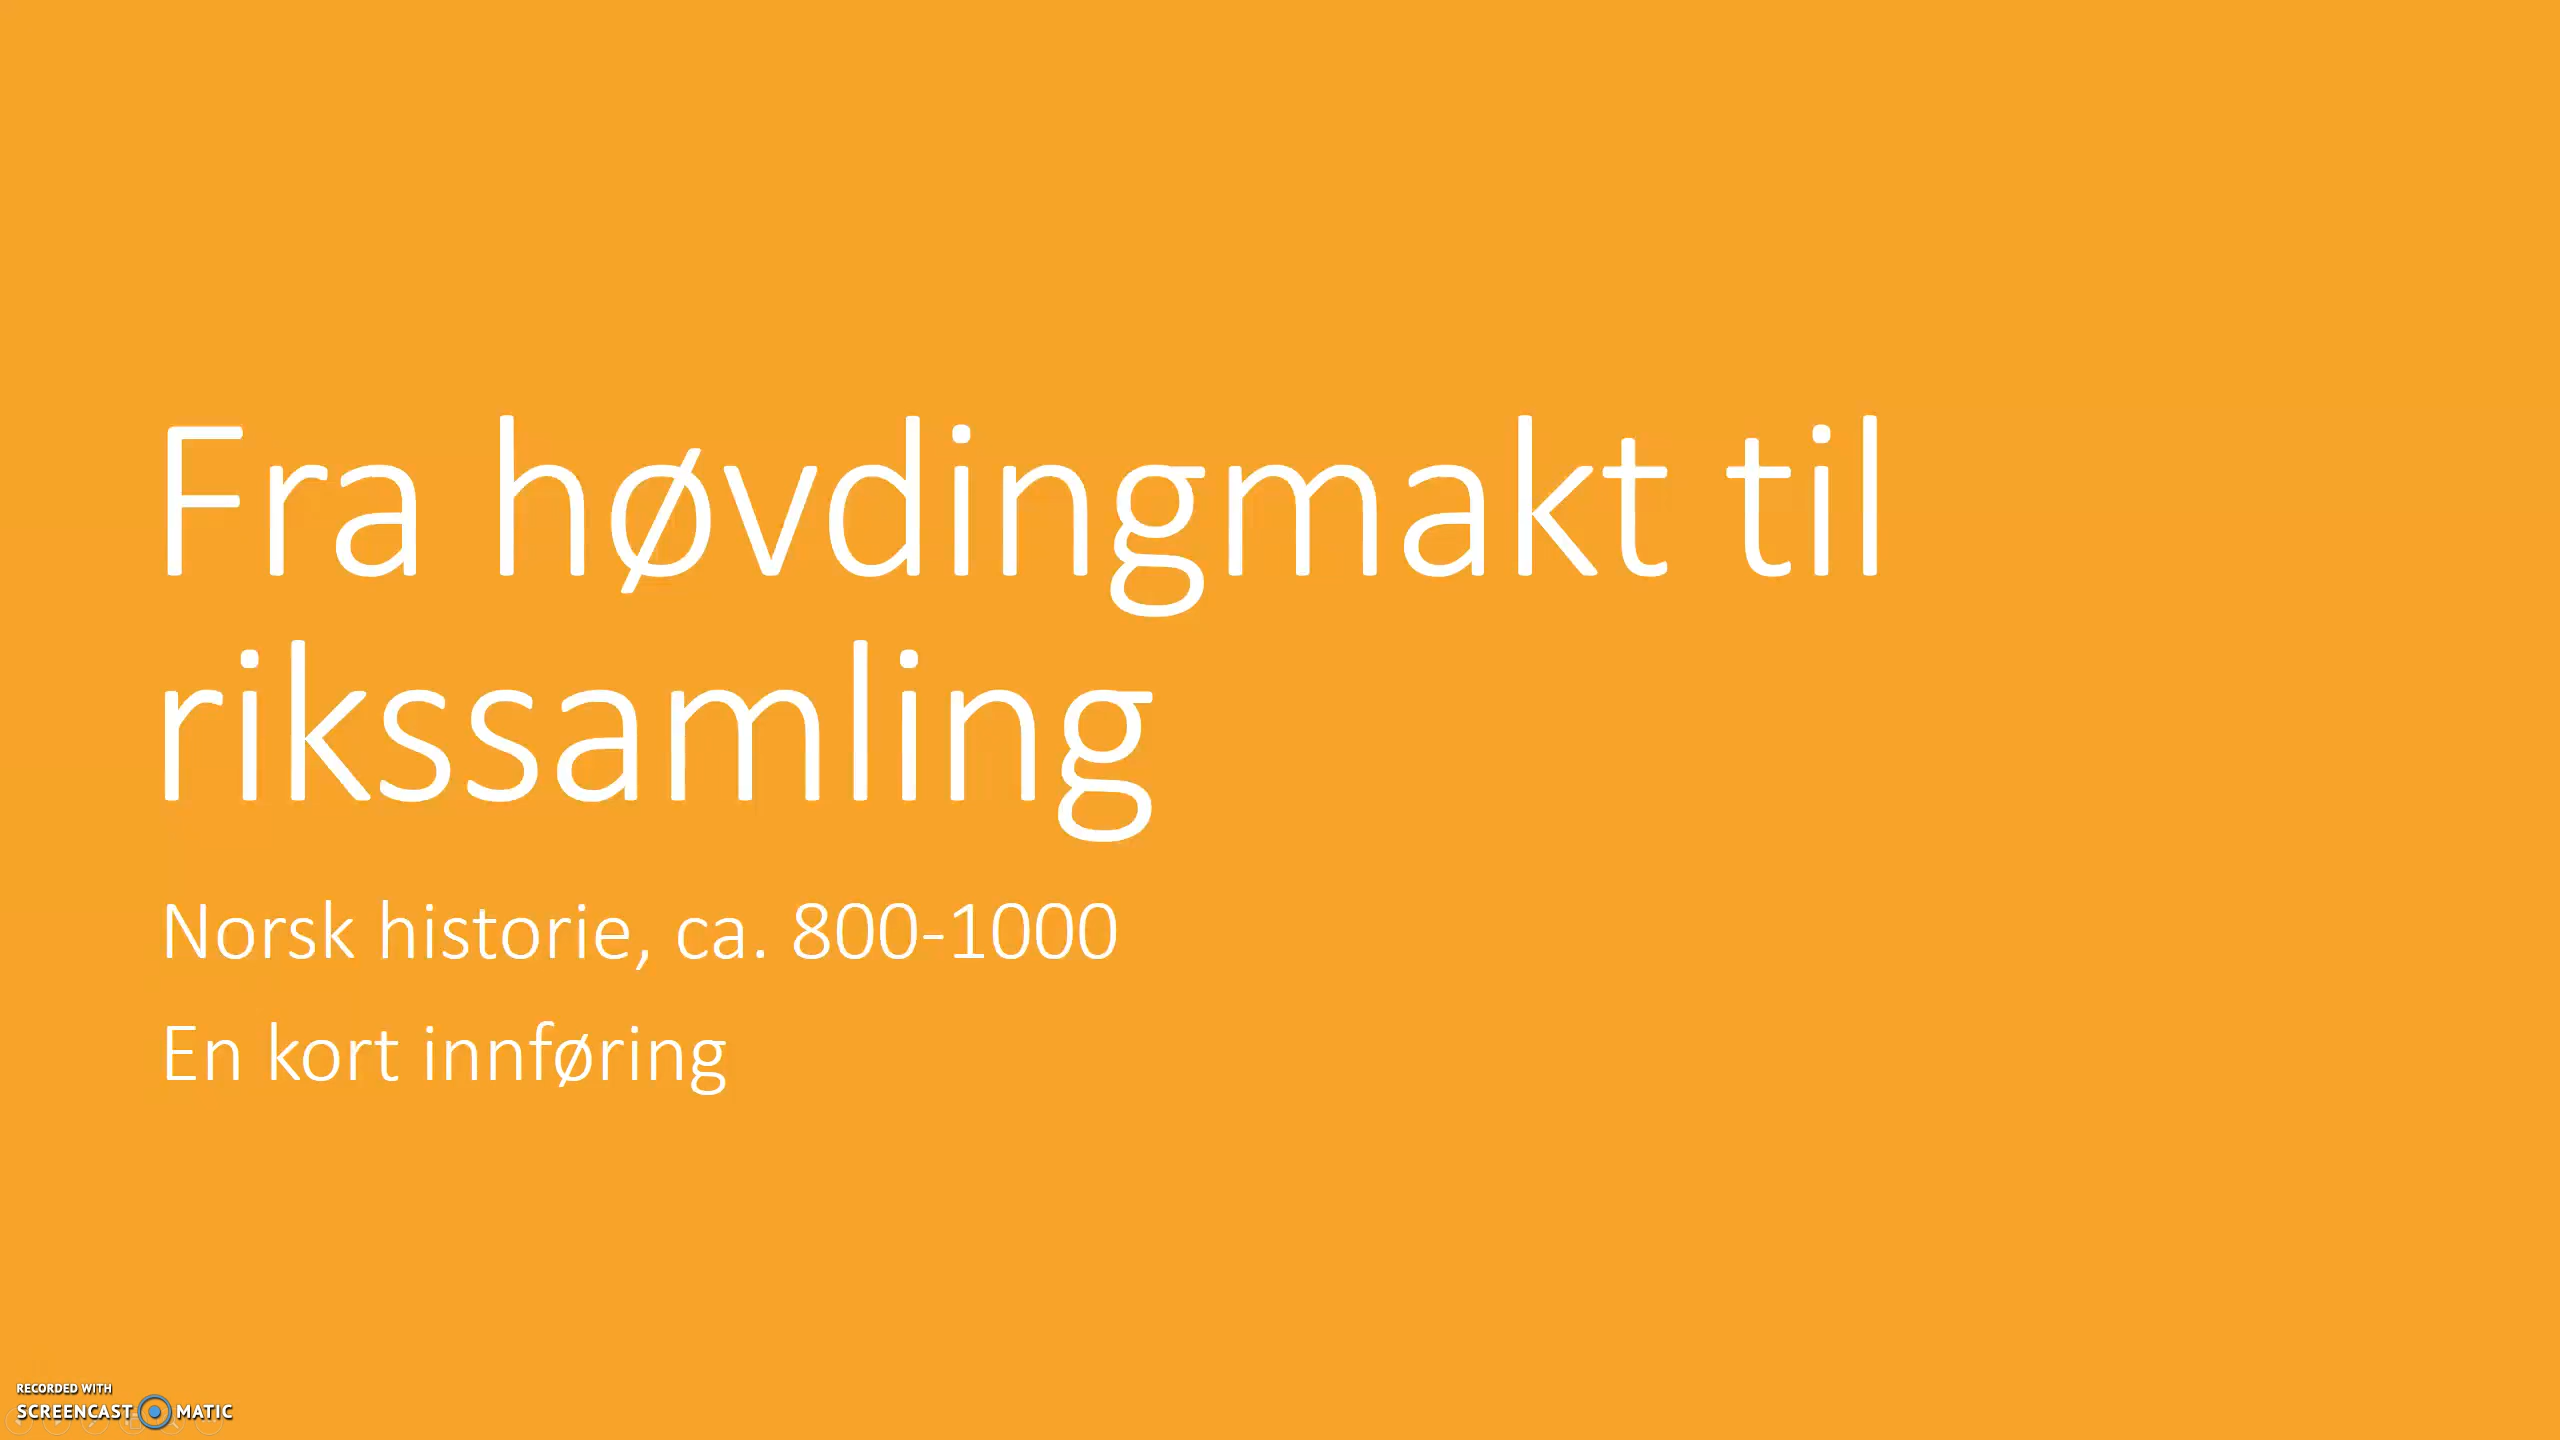 Fra høvdingmakt til
rikssamling
Norsk historie, ca. 800-1000
En kort innføring
RECORDED WITH
SCREENCAST MATIC